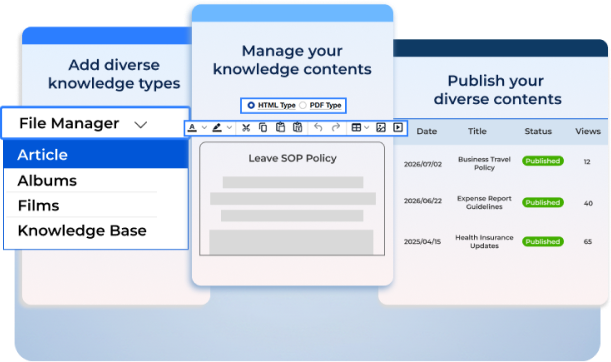 Add diverse
knowledge types
File Manager
Article
Albums
Films
Knowledge Base
Manage your
knowledge contents
HTML Type PDF Type
A
Leave SOP Policy
Publish your
diverse contents
Date Title Status Views
2026/07/02 Business Travel Policy Published 12
2026/06/22 Expense Report Guidelines Published 40
2025/04/15 Health Insurance Updates Published 65